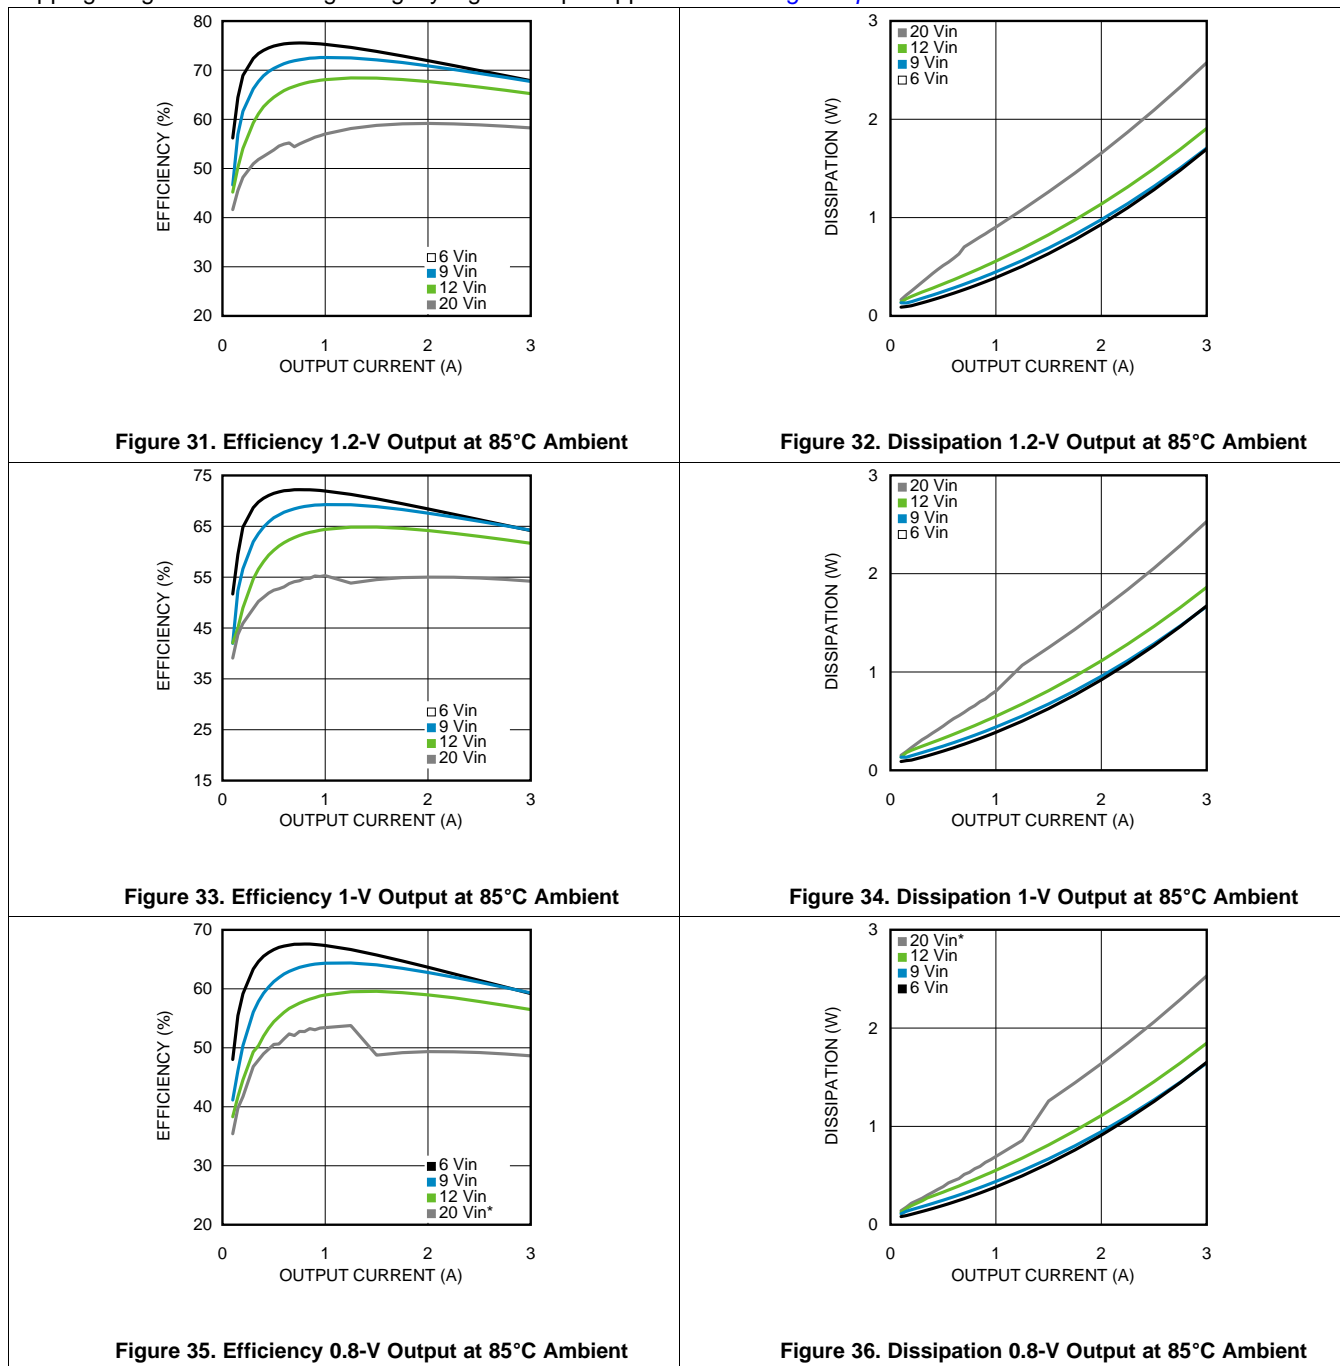 80
70
60
50
40
30
20
EFFICIENCY (%)
6 Vin
9 Vin
12 Vin
20 Vin
0 1 2 3
OUTPUT CURRENT (A)
Figure 31. Efficiency 1.2-V Output at 85°C Ambient
3
2
1
0
DISSIPATION (W)
20 Vin
12 Vin
9 Vin
6 Vin
0 1 2 3
OUTPUT CURRENT (A)
Figure 32. Dissipation 1.2-V Output at 85°C Ambient
75
65
55
45
35
25
15
EFFICIENCY (%)
6 Vin
9 Vin
12 Vin
20 Vin
0 1 2 3
OUTPUT CURRENT (A)
Figure 33. Efficiency 1-V Output at 85°C Ambient
3
2
1
0
DISSIPATION (W)
20 Vin
12 Vin
9 Vin
6 Vin
0 1 2 3
OUTPUT CURRENT (A)
Figure 34. Dissipation 1-V Output at 85°C Ambient
70
60
50
40
30
20
EFFICIENCY (%)
6 Vin
9 Vin
12 Vin
20 Vin*
0 1 2 3
OUTPUT CURRENT (A)
Figure 35. Efficiency 0.8-V Output at 85°C Ambient
3
2
1
0
DISSIPATION (W)
20 Vin*
12 Vin
9 Vin
6 Vin
0 1 2 3
OUTPUT CURRENT (A)
Figure 36. Dissipation 0.8-V Output at 85°C Ambient